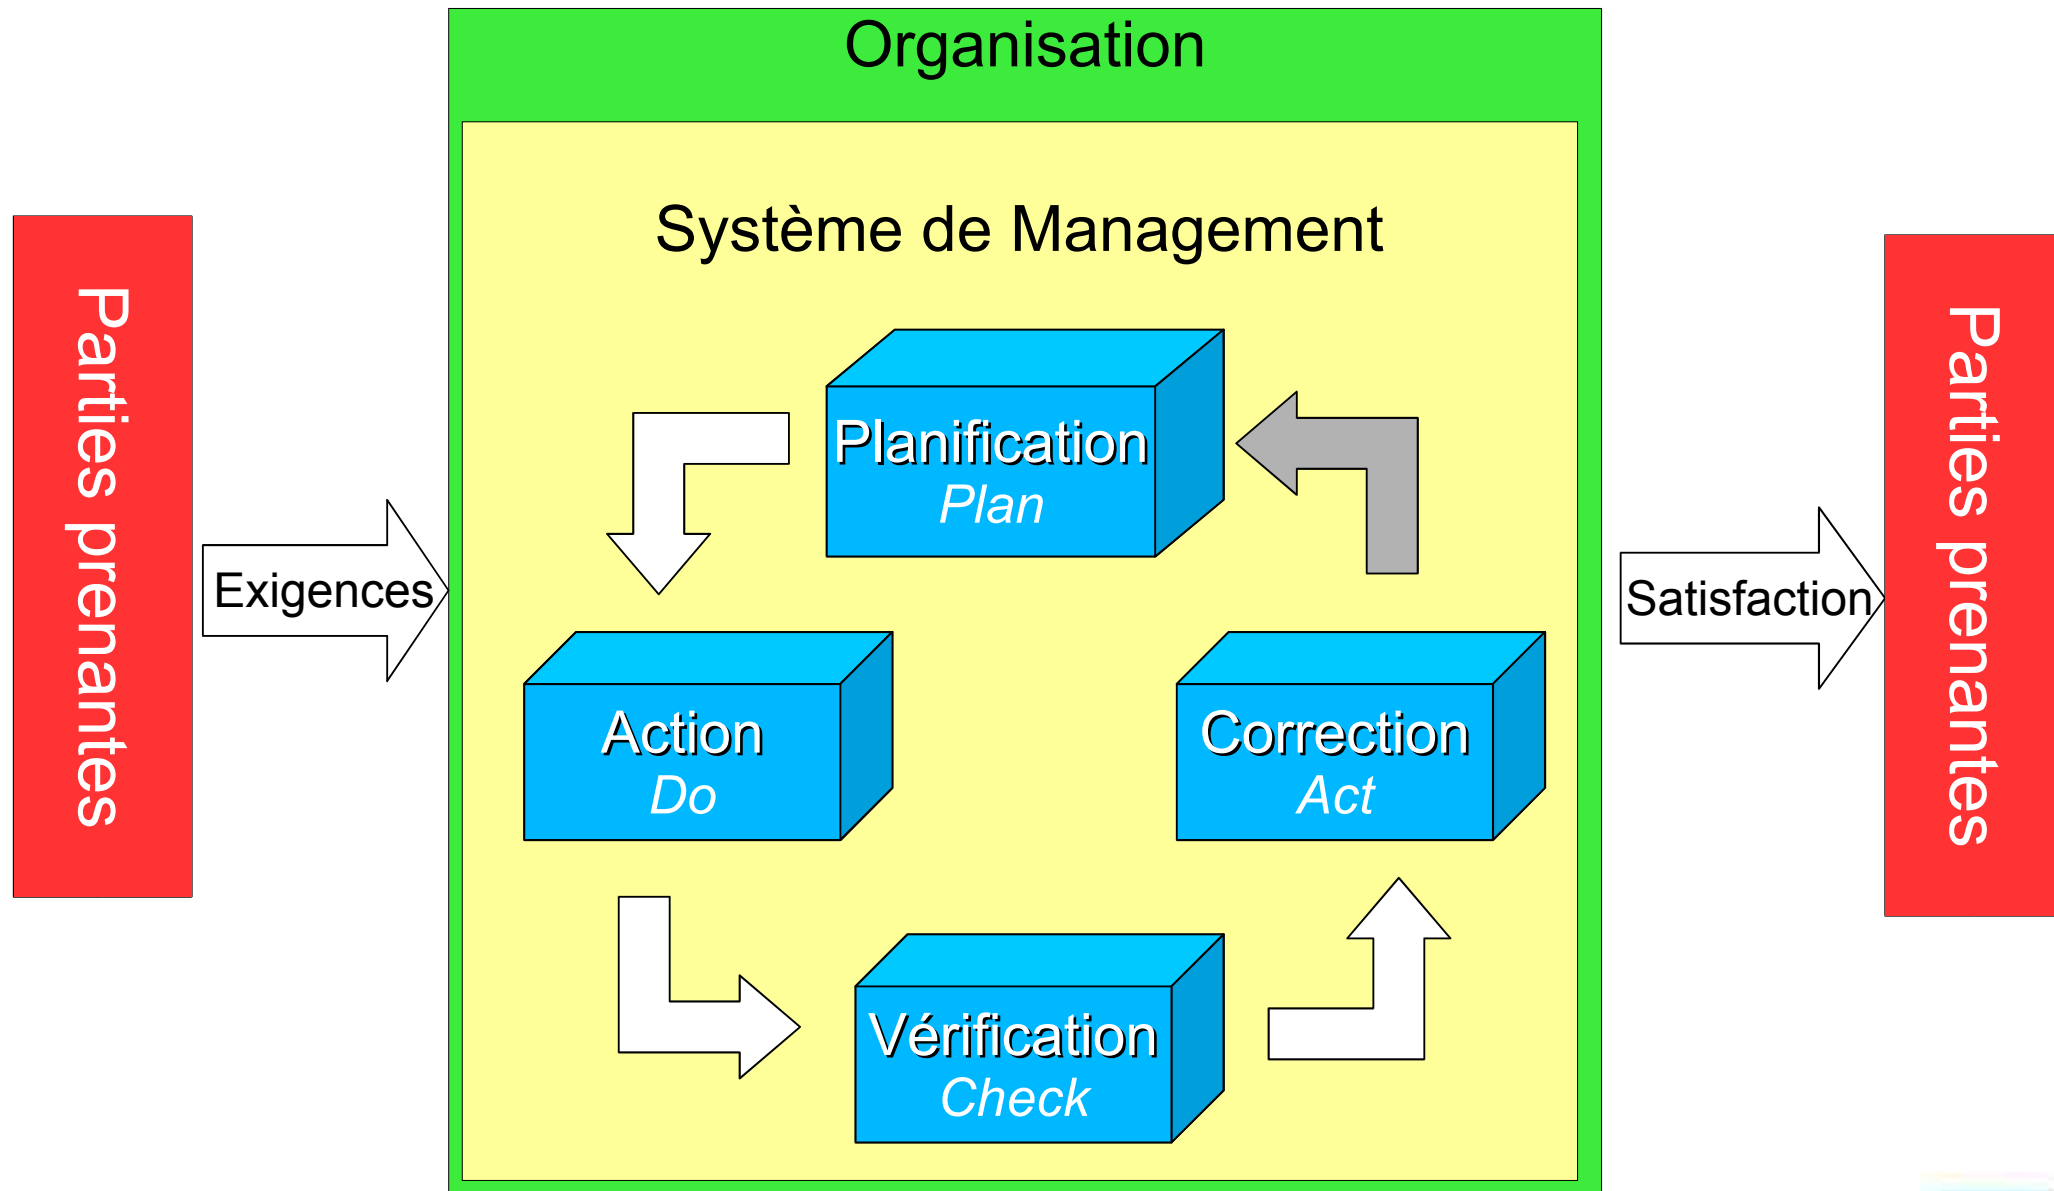 Organisation
Système de Management
Parties prenantes
Exigences
Planification
Plan
Action
Do
Correction
Act
Vérification
Check
Satisfaction
Parties prenantes